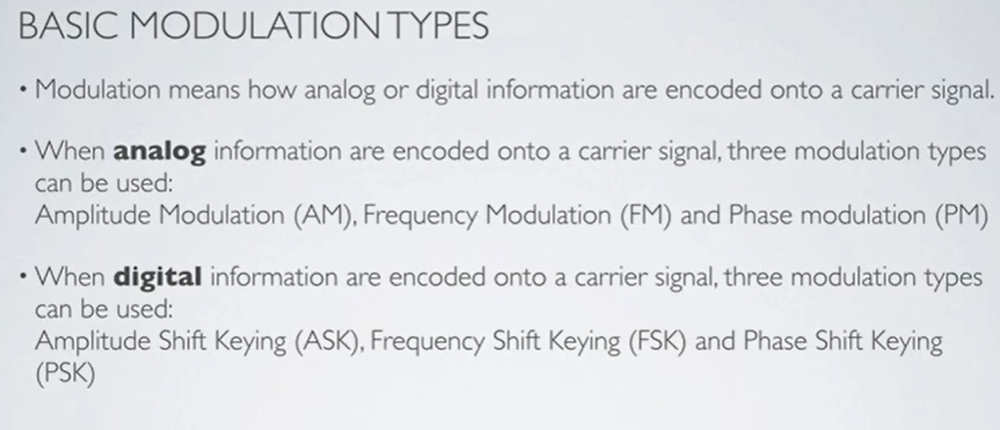 BASIC MODULATION TYPES
• Modulation means how analog or digital information are encoded onto a carrier signal.
• When analog information are encoded onto a carrier signal, three modulation types
can be used:
Amplitude Modulation (AM), Frequency Modulation (FM) and Phase modulation (PM)
• When digital information are encoded onto a carrier signal, three modulation types
can be used:
Amplitude Shift Keying (ASK), Frequency Shift Keying (FSK) and Phase Shift Keying
(PSK)